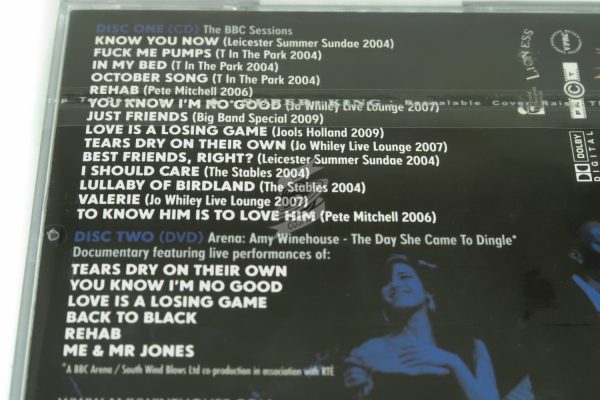 DISC ONE (CD) The BBC Sessions
KNOW YOU NOW (Leicester Summer Sundae 2004)
FUCK ME PUMPS (T In The Park 2004)
IN MY BED (T In The Park 2004)
OCTOBER SONG (T In The Park 2004)
REHAB (Pete Mitchell 2006)
YOU KNOW I'M NO GOOD (Jo Whiley Live Lounge 2007)
Resealable Cover
JUST FRIENDS (Big Band Special 2009)
LOVE IS A LOSING GAME (Jools Holland 2009)
TEARS DRY ON THEIR OWN (Jo Whiley Live Lounge 2007)
BEST FRIENDS, RIGHT? (Leicester Summer Sundae 2004)
I SHOULD CARE (The Stables 2004)
LULLABY OF BIRDLAND (The Stables 2004)
VALERIE (Jo Whiley Live Lounge 2007)
TO KNOW HIM IS TO LOVE HIM (Pete Mitchell 2006)
DISC TWO (DVD) Arena: Amy Winehouse - The Day She Came To Dingle*
Documentary featuring live performances of:
TEARS DRY ON THEIR OWN
YOU KNOW I'M NO GOOD
LOVE IS A LOSING GAME
BACK TO BLACK
REHAB
ME & MR JONES
*A BBC Arena / South Wind Blows Ltd co-production in association with RTÉ
LIONESS
DOLBY
DIGITAL